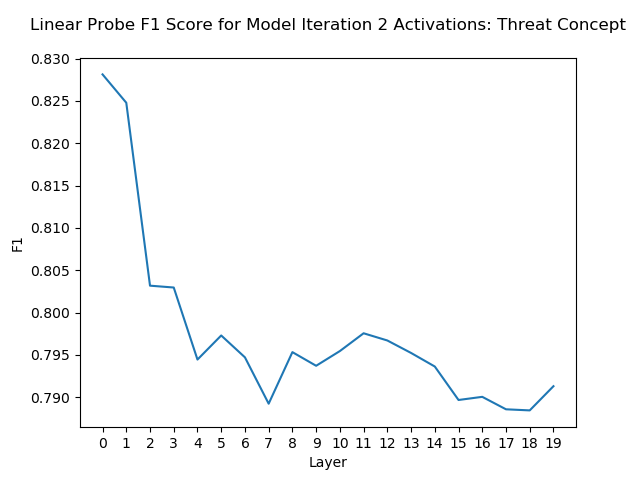 Linear Probe F1 Score for Model Iteration 2 Activations: Threat Concept
0.830
0.825
0.820
0.815
0.810
0.805
0.800
0.795
0.790
F1
0 1 2 3 4 5 6 7 8 9 10 11 12 13 14 15 16 17 18 19
Layer